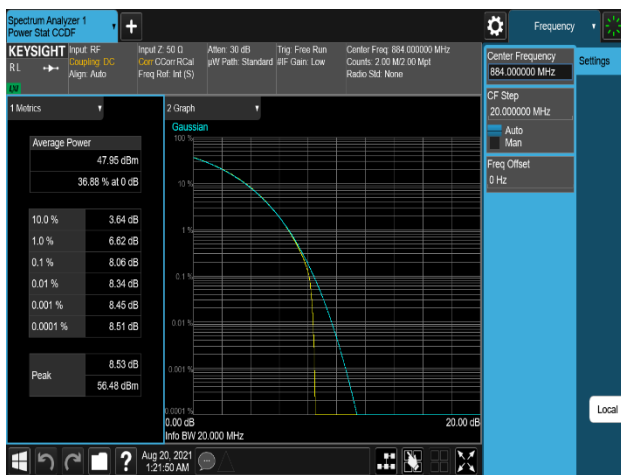 Spectrum Analyzer 1
Power Stat CCDF
Frequency
KEYSIGHT
Input: RF
Input Z: 50 Ω
Atten: 30 dB
Trig: Free Run
Center Freq: 884.000000 MHz
RL
Coupling: DC
Corr CCorr RCal
µW Path: Standard
#IF Gain: Low
Counts: 2.00 M/2.00 Mpt
Align: Auto
Freq Ref: Int (S)
Radio Std: None
Center Frequency
884.000000 MHz
Settings
CF Step
20.000000 MHz
Auto
Man
Freq Offset
0 Hz
1 Metrics
2 Graph
Average Power
47.95 dBm
36.88 % at 0 dB
10.0 % 3.64 dB
1.0 % 6.62 dB
0.1 % 8.06 dB
0.01 % 8.34 dB
0.001 % 8.45 dB
0.0001 % 8.51 dB
Peak
8.53 dB
56.48 dBm
Gaussian
100 %
10 %
1 %
0.1 %
0.01 %
0.001 %
0.0001 %
0.00 dB
20.00 dB
Info BW 20.000 MHz
Local
?
Aug 20, 2021
1:21:50 AM